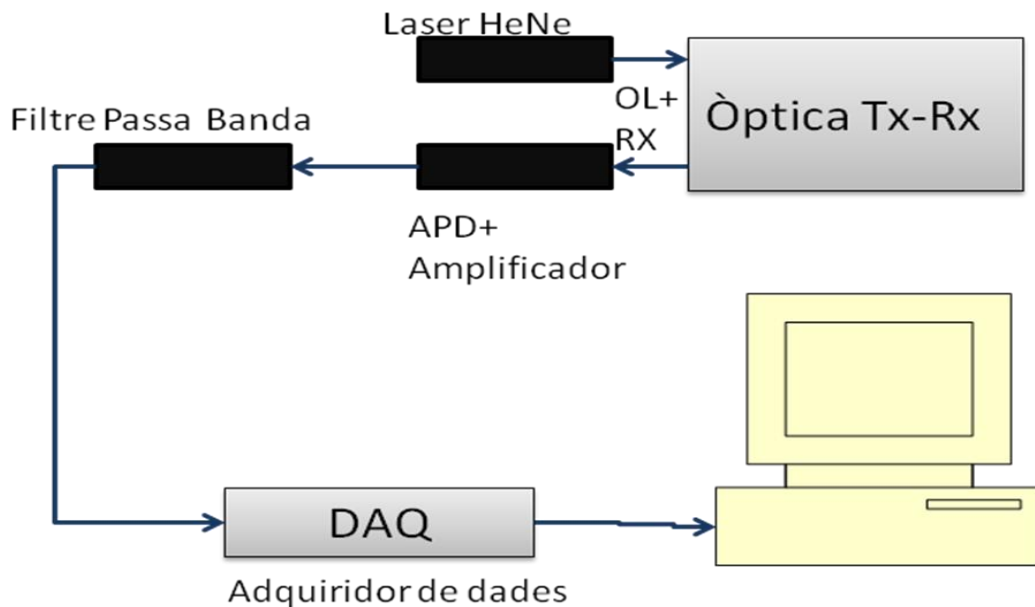 Laser HeNe
OL+
RX
Òptica Tx-Rx
Filtre Passa Banda
APD+
Amplificador
DAQ
Adquiridor de dades